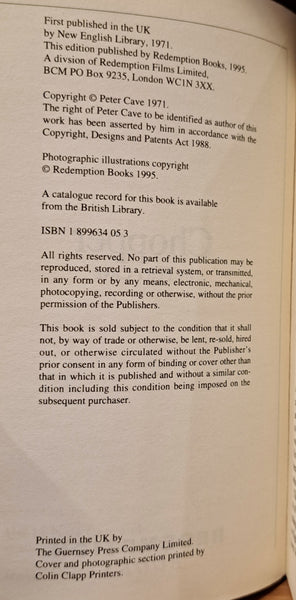 First published in the UK
by New English Library, 1971.
This edition published by Redemption Books, 1995.
A divsion of Redemption Films Limited,
BCM PO Box 9235, London WC1N 3XX.
Copyright © Peter Cave 1971.
The right of Peter Cave to be identified as author of this
work has been asserted by him in accordance with the
Copyright, Designs and Patents Act 1988.
Photographic illustrations copyright
© Redemption Books 1995.
A catalogue record for this book is available
from the British Library.
ISBN 1 899634 05 3
All rights reserved. No part of this publication may be
reproduced, stored in a retrieval system, or transmitted,
in any form or by any means, electronic, mechanical,
photocopying, recording or otherwise, without the prior
permission of the Publishers.
This book is sold subject to the condition that it shall
not, by way of trade or otherwise, be lent, re-sold, hired
out, or otherwise circulated without the Publisher's
prior consent in any form of binding or cover other than
that in which it is published and without a similar con-
dition including this condition being imposed on the
subsequent purchaser.
Printed in the UK by
The Guernsey Press Company Limited.
Cover and photographic section printed by
Colin Clapp Printers.